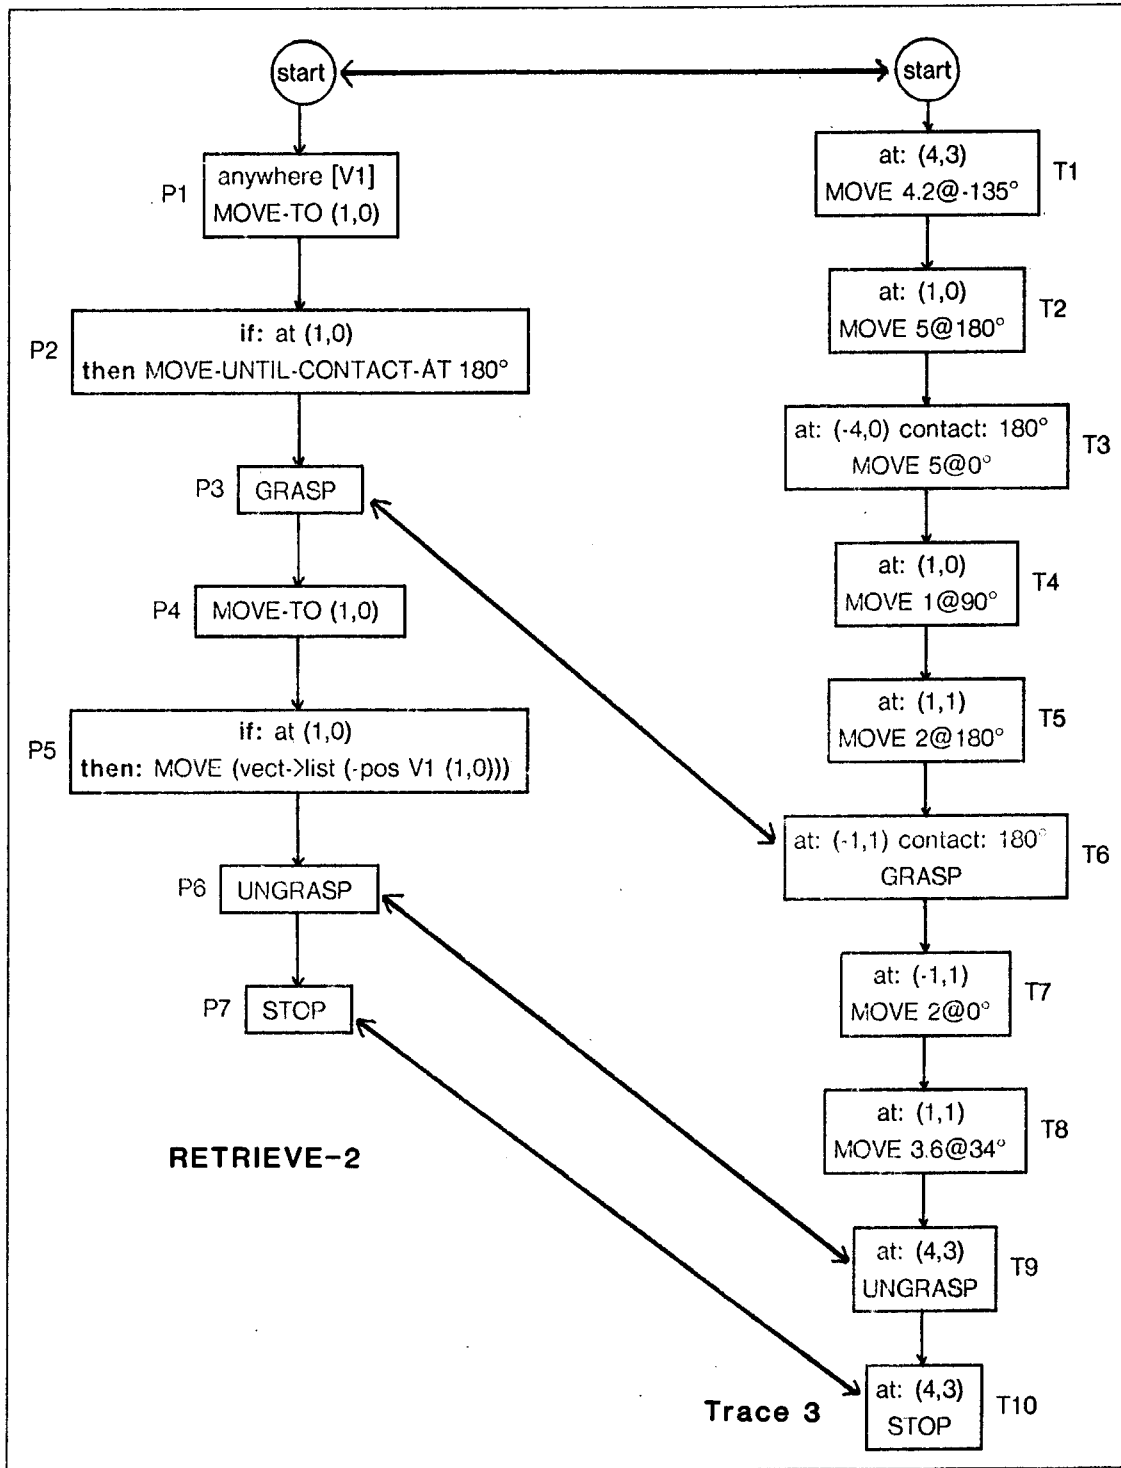 start
P1
anywhere [V1]
MOVE-TO (1,0)
P2
if: at (1,0)
then MOVE-UNTIL-CONTACT-AT 180°
P3
GRASP
P4
MOVE-TO (1,0)
P5
if: at (1,0)
then: MOVE (vect->list (-pos V1 (1,0)))
P6
UNGRASP
P7
STOP
RETRIEVE-2
start
at: (4,3)
MOVE 4.2@-135°
T1
at: (1,0)
MOVE 5@180°
T2
at: (-4,0) contact: 180°
MOVE 5@0°
T3
at: (1,0)
MOVE 1@90°
T4
at: (1,1)
MOVE 2@180°
T5
at: (-1,1) contact: 180°
GRASP
T6
at: (-1,1)
MOVE 2@0°
T7
at: (1,1)
MOVE 3.6@34°
T8
at: (4,3)
UNGRASP
T9
at: (4,3)
STOP
T10
Trace 3